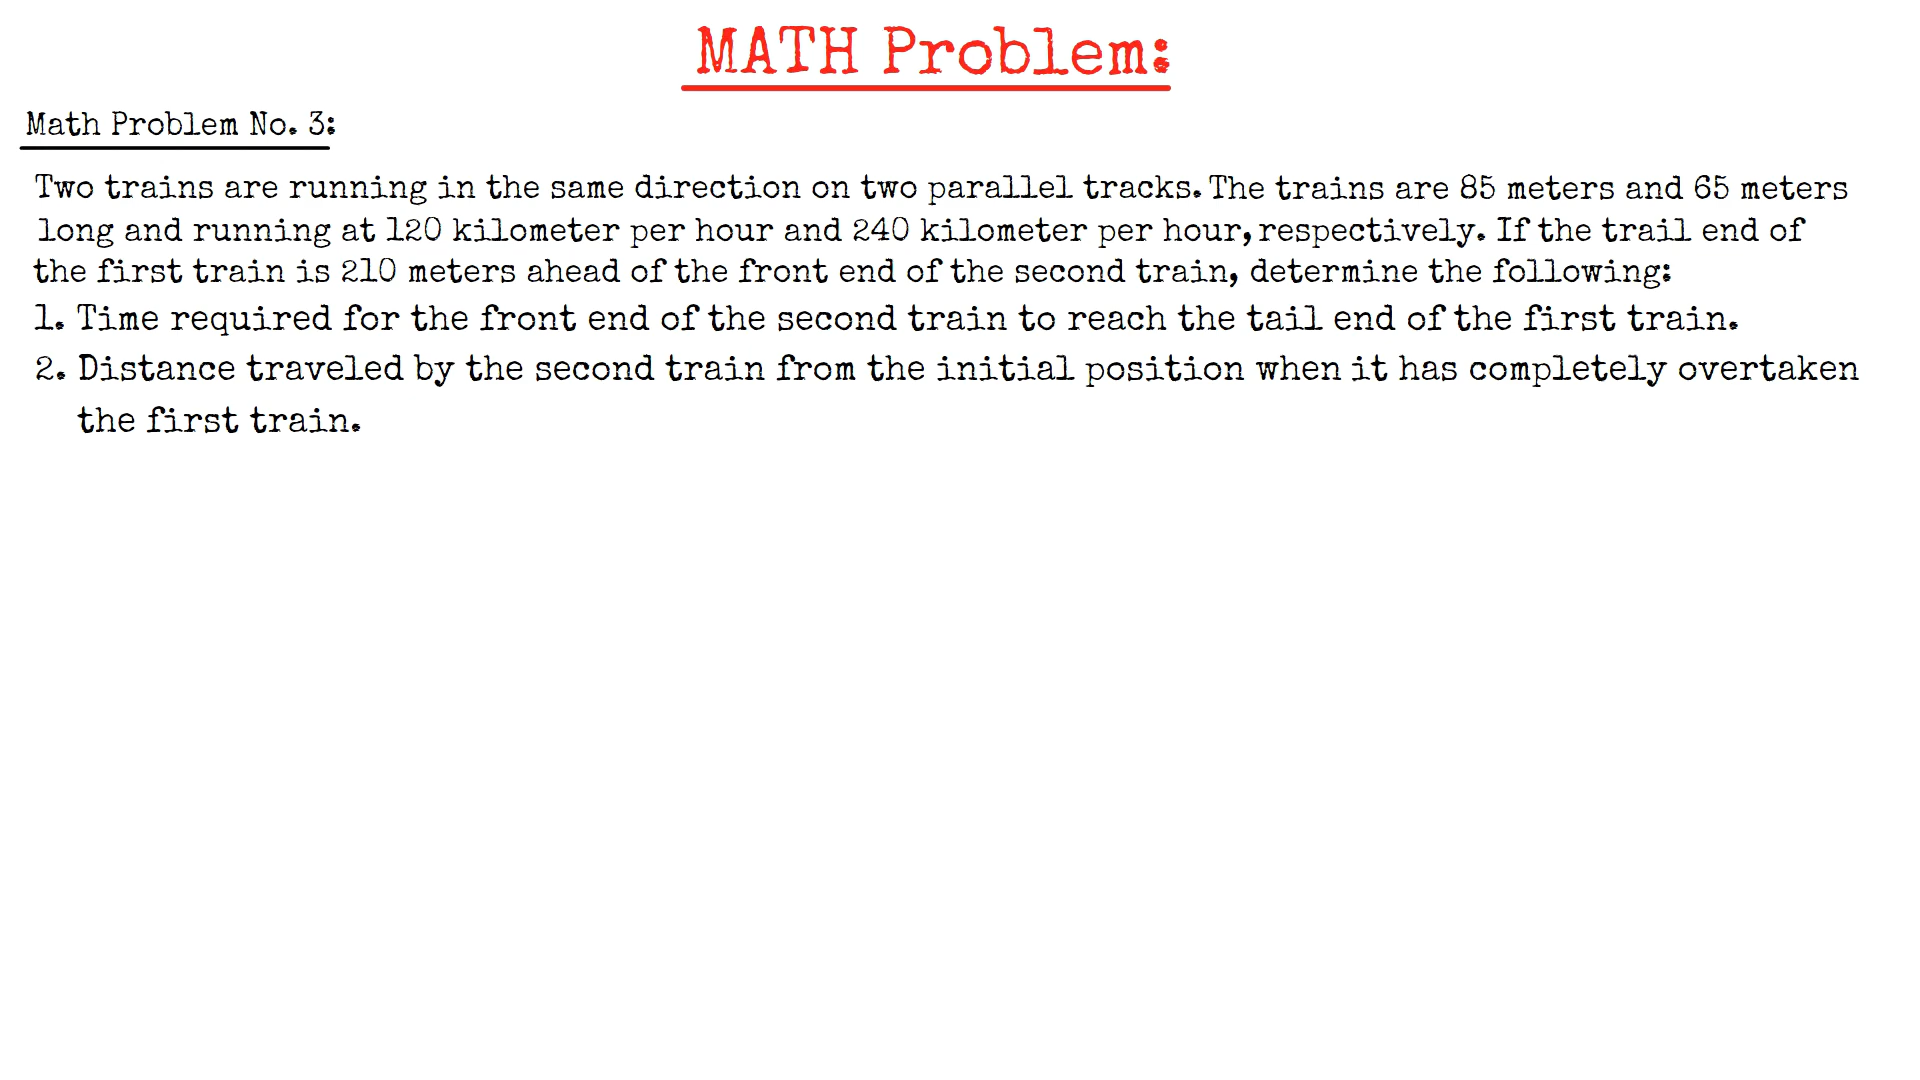 MATH Problem:
Math Problem No. 3:
Two trains are running in the same direction on two parallel tracks. The trains are 85 meters and 65 meters
long and running at 120 kilometer per hour and 240 kilometer per hour, respectively. If the trail end of
the first train is 210 meters ahead of the front end of the second train, determine the following:
1. Time required for the front end of the second train to reach the tail end of the first train.
2. Distance traveled by the second train from the initial position when it has completely overtaken
the first train.